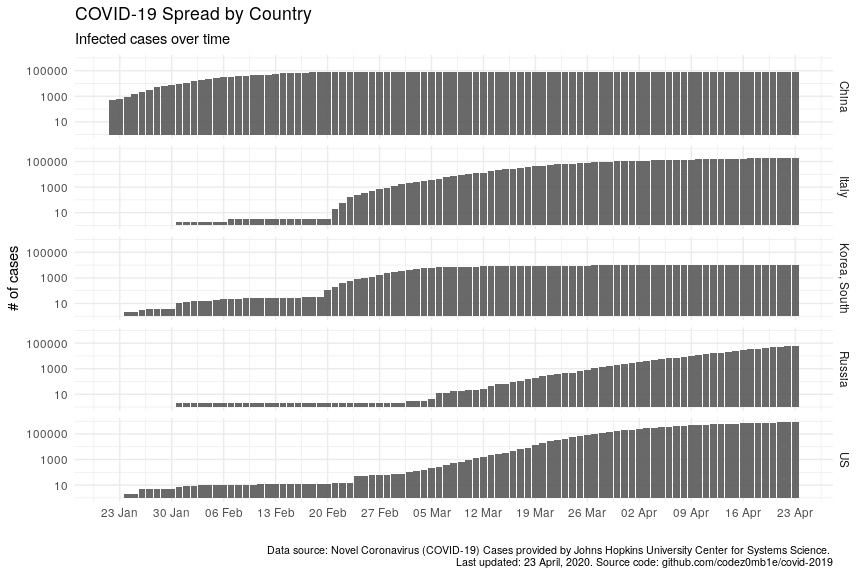 COVID-19 Spread by Country
Infected cases over time
# of cases
100000
1000
10
China
100000
1000
10
Italy
100000
1000
10
Korea, South
100000
1000
10
Russia
100000
1000
10
US
23 Jan 30 Jan 06 Feb 13 Feb 20 Feb 27 Feb 05 Mar 12 Mar 19 Mar 26 Mar 02 Apr 09 Apr 16 Apr 23 Apr
Data source: Novel Coronavirus (COVID-19) Cases provided by Johns Hopkins University Center for Systems Science.
Last updated: 23 April, 2020. Source code: github.com/codez0mb1e/covid-2019